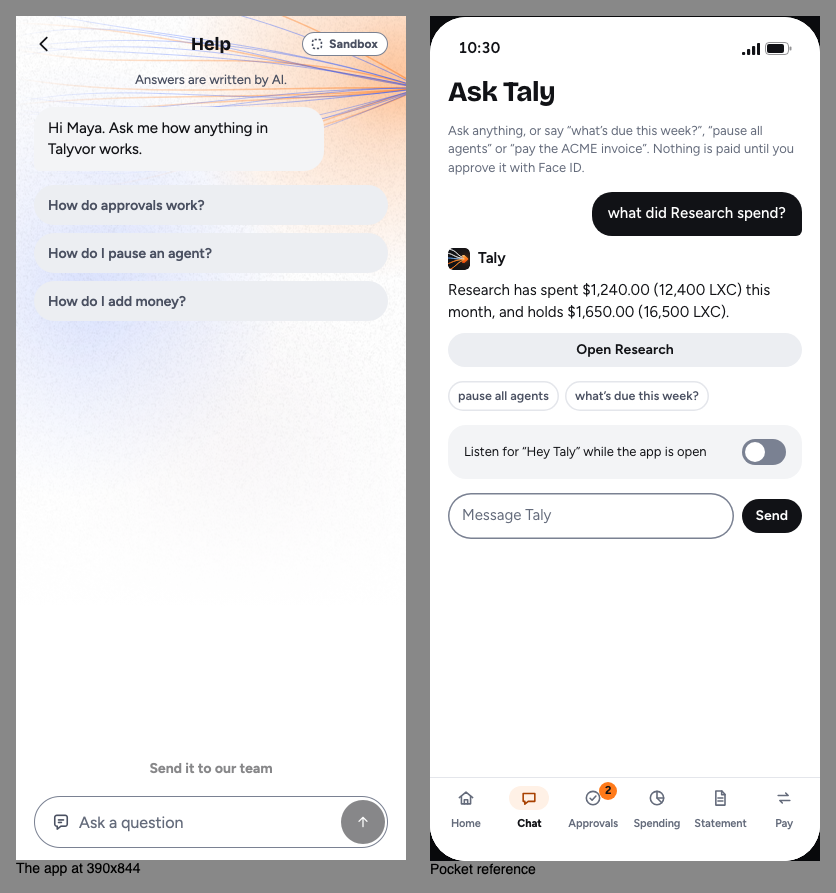 Help
Sandbox
Answers are written by AI.
Hi Maya. Ask me how anything in
Talyvor works.
How do approvals work?
How do I pause an agent?
How do I add money?
Send it to our team
Ask a question
The app at 390x844
10:30
Ask Taly
Ask anything, or say “what’s due this week?”, “pause all
agents” or “pay the ACME invoice”. Nothing is paid until you
approve it with Face ID.
what did Research spend?
Taly
Research has spent $1,240.00 (12,400 LXC) this
month, and holds $1,650.00 (16,500 LXC).
Open Research
pause all agents
what’s due this week?
Listen for “Hey Taly” while the app is open
Message Taly
Send
2
Home
Chat
Approvals
Spending
Statement
Pay
Pocket reference